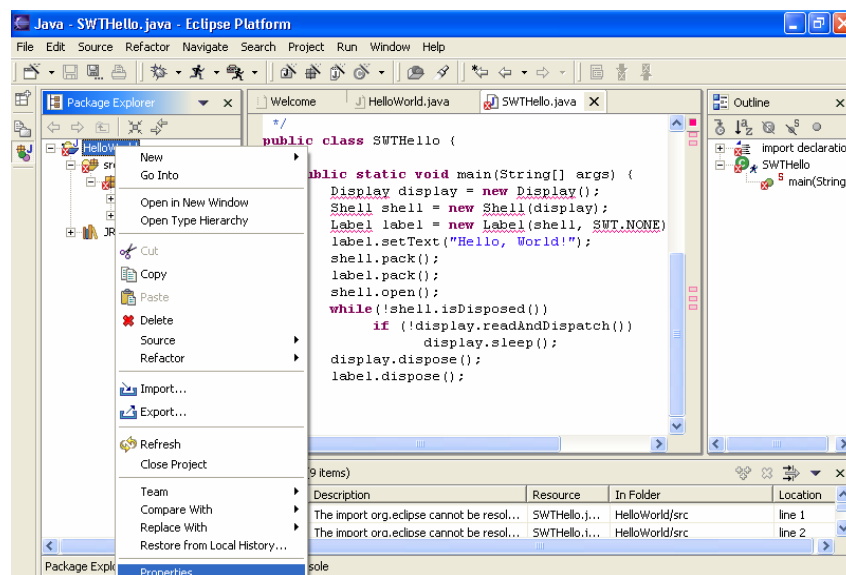 Java - SWTHello.java - Eclipse Platform
File Edit Source Refactor Navigate Search Project Run Window Help
Package Explorer
Welcome
HelloWorld.java
SWTHello.java
Outline
*/
public class SWTHello {
public static void main(String[] args) {
Display display = new Display();
Shell shell = new Shell(display);
Label label = new Label(shell, SWT.NONE)
label.setText("Hello, World!");
shell.pack();
label.pack();
shell.open();
while(!shell.isDisposed())
if (!display.readAndDispatch())
display.sleep();
display.dispose();
label.dispose();
import declaratio
SWTHello
main(String
New
Go Into
Open in New Window
Open Type Hierarchy
Cut
Copy
Paste
Delete
Source
Refactor
Import...
Export...
Refresh
Close Project
Team
Compare With
Replace With
Restore from Local History...
Properties
(9 items)
Description Resource In Folder Location
The import org.eclipse cannot be resol... SWTHello.j... HelloWorld/src line 1
The import org.eclipse cannot be resol... SWTHello.j... HelloWorld/src line 2
Package Explo
sole